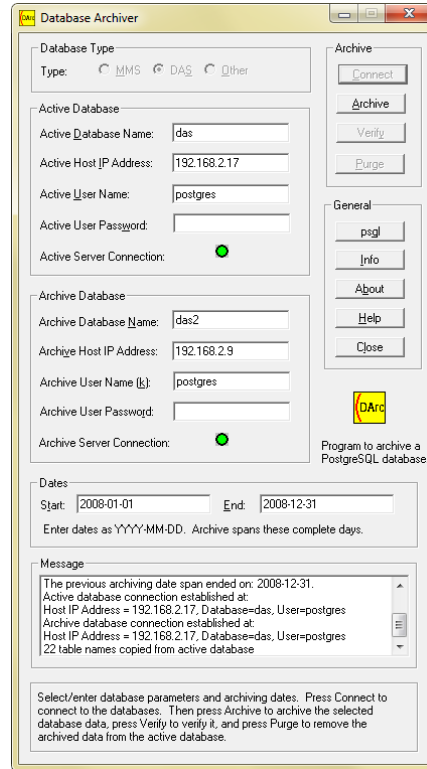 DArc Database Archiver
Database Type
Type: MMS DAS Other
Active Database
Active Database Name: das
Active Host IP Address: 192.168.2.17
Active User Name: postgres
Active User Password:
Active Server Connection:
Archive Database
Archive Database Name: das2
Archive Host IP Address: 192.168.2.9
Archive User Name (k): postgres
Archive User Password:
Archive Server Connection:
Archive
Connect
Archive
Verify
Purge
General
psgl
Info
About
Help
Close
DArc
Program to archive a
PostgreSQL database
Dates
Start: 2008-01-01 End: 2008-12-31
Enter dates as YYYY-MM-DD. Archive spans these complete days.
Message
The previous archiving date span ended on: 2008-12-31.
Active database connection established at:
Host IP Address = 192.168.2.17, Database=das, User=postgres
Archive database connection established at:
Host IP Address = 192.168.2.17, Database=das, User=postgres
22 table names copied from active database
Select/enter database parameters and archiving dates. Press Connect to
connect to the databases. Then press Archive to archive the selected
database data, press Verify to verify it, and press Purge to remove the
archived data from the active database.